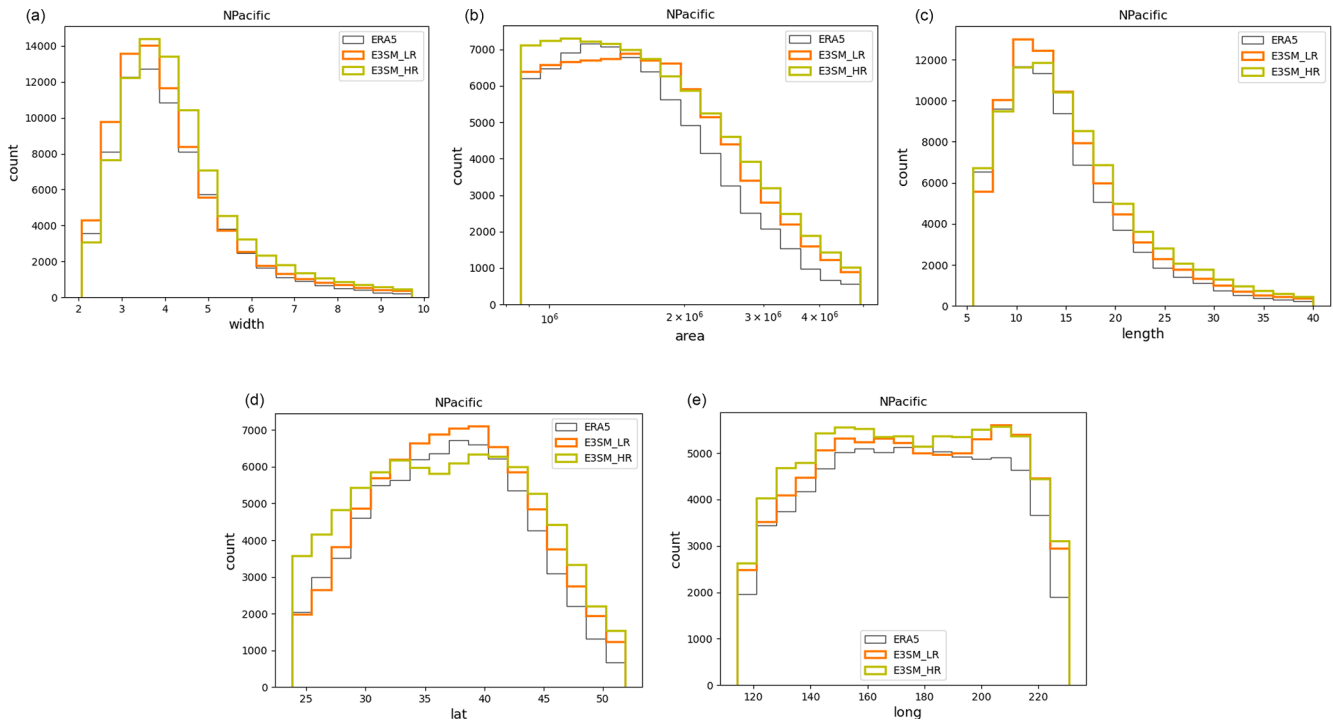 (a)
NPacific
ERA5
E3SM_LR
E3SM_HR
14000
12000
10000
8000
6000
4000
2000
0
count
2 3 4 5 6 7 8 9 10
width
(b)
NPacific
ERA5
E3SM_LR
E3SM_HR
7000
6000
5000
4000
3000
2000
1000
0
count
10⁶ 2 × 10⁶ 3 × 10⁶ 4 × 10⁶
area
(c)
NPacific
ERA5
E3SM_LR
E3SM_HR
12000
10000
8000
6000
4000
2000
0
count
5 10 15 20 25 30 35 40
length
(d)
NPacific
ERA5
E3SM_LR
E3SM_HR
7000
6000
5000
4000
3000
2000
1000
0
count
25 30 35 40 45 50
lat
(e)
NPacific
5000
4000
3000
2000
1000
0
count
ERA5
E3SM_LR
E3SM_HR
120 140 160 180 200 220
long